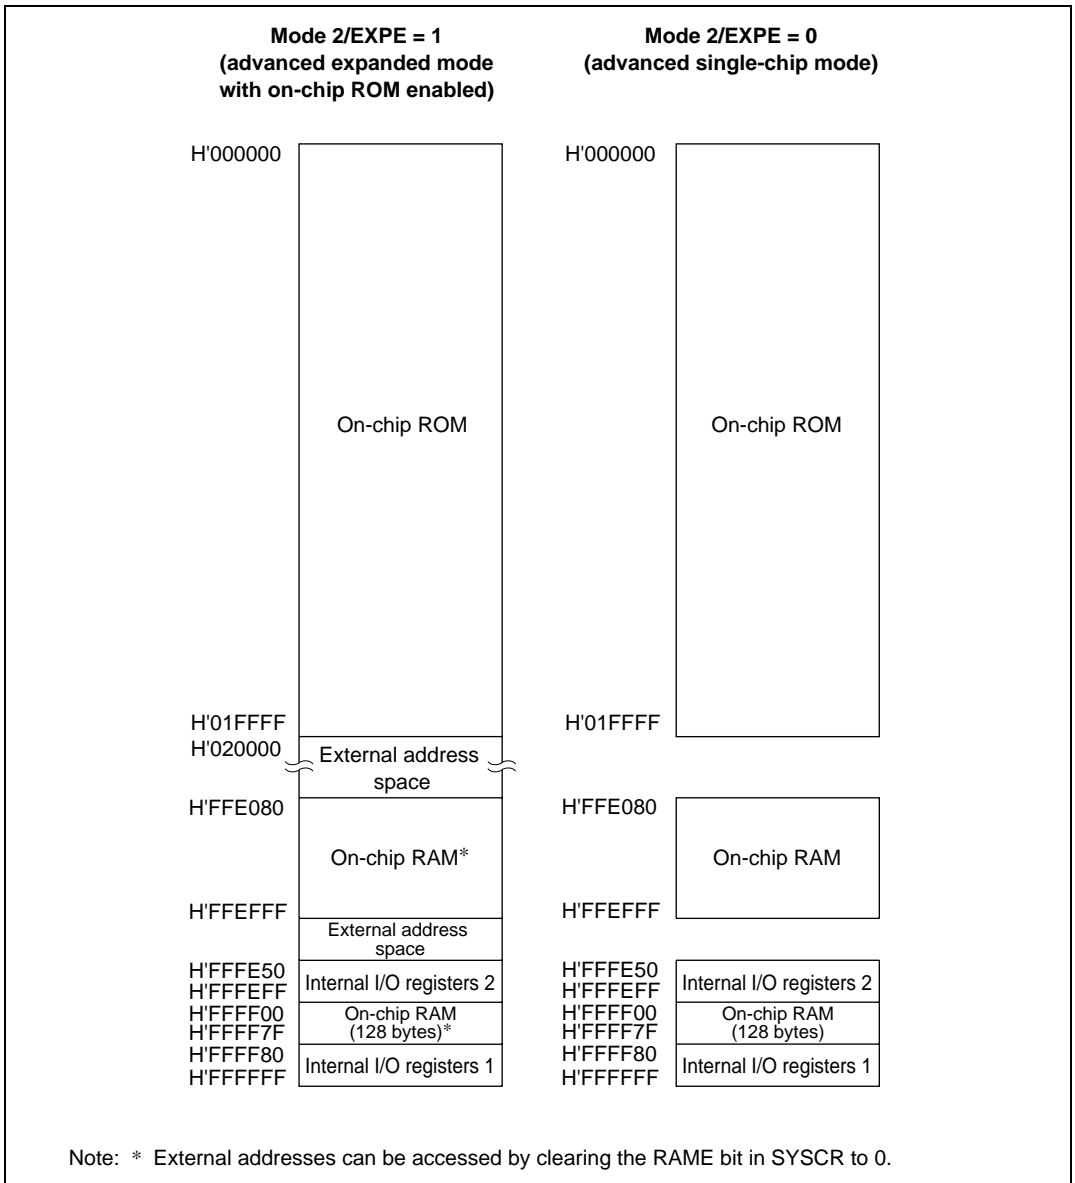 Mode 2/EXPE = 1
(advanced expanded mode
with on-chip ROM enabled)
H'000000
On-chip ROM
H'01FFFF
H'020000
External address
space
H'FFE080
On-chip RAM*
H'FFEFFF
External address
space
H'FFFE50
Internal I/O registers 2
H'FFFEFF
H'FFFF00
On-chip RAM
(128 bytes)*
H'FFFF7F
H'FFFF80
Internal I/O registers 1
H'FFFFFF
Mode 2/EXPE = 0
(advanced single-chip mode)
H'000000
On-chip ROM
H'01FFFF
H'FFE080
On-chip RAM
H'FFEFFF
H'FFFE50
Internal I/O registers 2
H'FFFEFF
H'FFFF00
On-chip RAM
(128 bytes)
H'FFFF7F
H'FFFF80
Internal I/O registers 1
H'FFFFFF
Note: * External addresses can be accessed by clearing the RAME bit in SYSCR to 0.